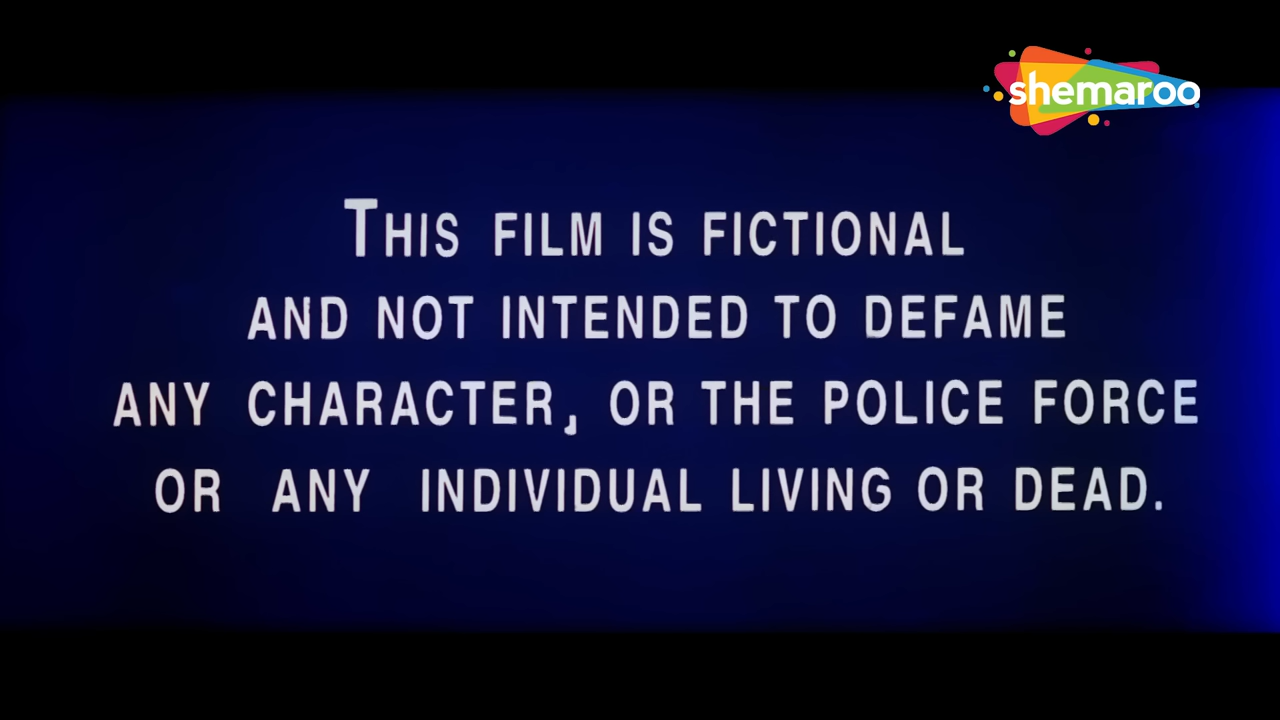 shemaroo
THIS FILM IS FICTIONAL
AND NOT INTENDED TO DEFAME
ANY CHARACTER, OR THE POLICE FORCE
OR ANY INDIVIDUAL LIVING OR DEAD.